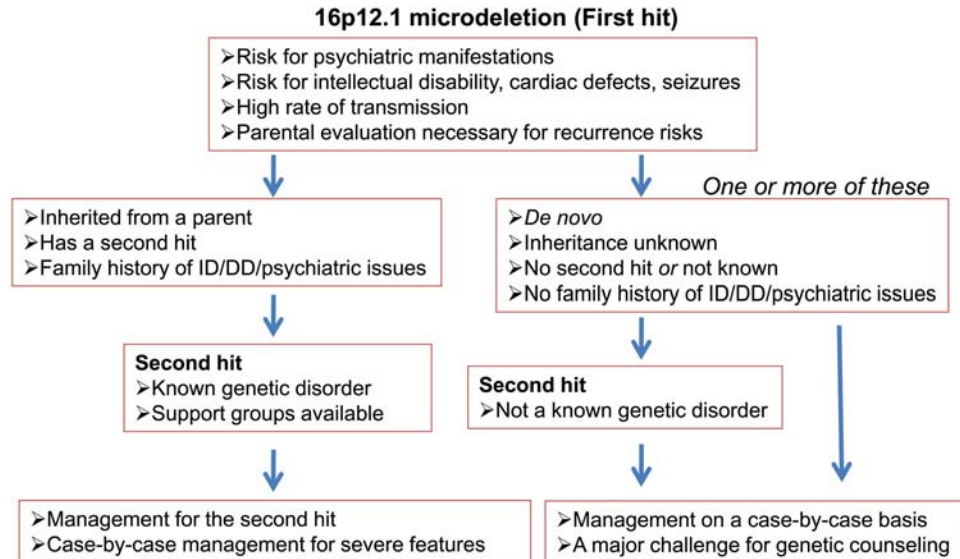 16p12.1 microdeletion (First hit)
➢Risk for psychiatric manifestations
➢Risk for intellectual disability, cardiac defects, seizures
➢High rate of transmission
➢Parental evaluation necessary for recurrence risks
One or more of these
➢Inherited from a parent
➢Has a second hit
➢Family history of ID/DD/psychiatric issues
➢De novo
➢Inheritance unknown
➢No second hit or not known
➢No family history of ID/DD/psychiatric issues
Second hit
➢Known genetic disorder
➢Support groups available
Second hit
➢Not a known genetic disorder
➢Management for the second hit
➢Case-by-case management for severe features
➢Management on a case-by-case basis
➢A major challenge for genetic counseling